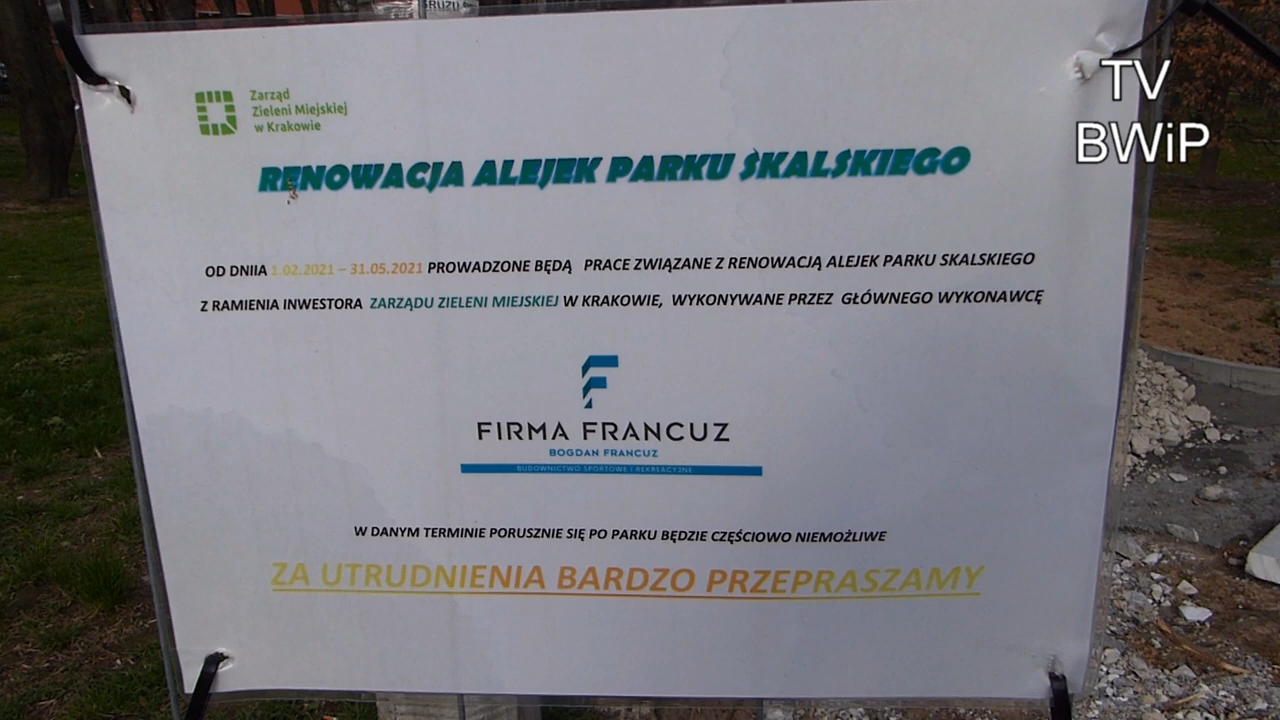 GRUZU
TV
BWiP
Zarząd
Zieleni Miejskiej
w Krakowie
RENOWACJA ALEJEK PARKU SKALSKIEGO
OD DNIIA 1.02.2021 – 31.05.2021 PROWADZONE BĘDĄ PRACE ZWIĄZANE Z RENOWACJĄ ALEJEK PARKU SKALSKIEGO
Z RAMIENIA INWESTORA ZARZĄDU ZIELENI MIEJSKIEJ W KRAKOWIE, WYKONYWANE PRZEZ GŁÓWNEGO WYKONAWCĘ
FIRMA FRANCUZ
BOGDAN FRANCUZ
BUDOWNICTWO SPORTOWE I REKREACYJNE
W DANYM TERMINIE PORUSZNIE SIĘ PO PARKU BĘDZIE CZĘŚCIOWO NIEMOŻLIWE
ZA UTRUDNIENIA BARDZO PRZEPRASZAMY